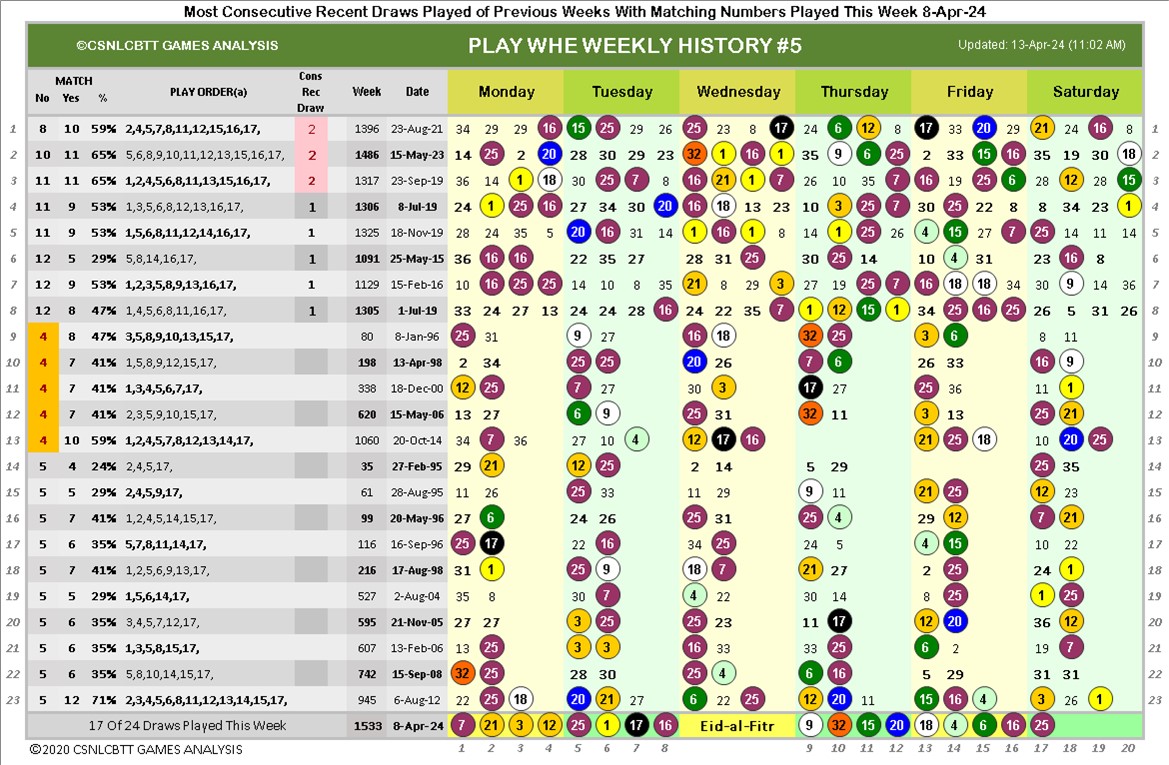 Most Consecutive Recent Draws Played of Previous Weeks With Matching Numbers Played This Week 8-Apr-24
©CSNLCBTT GAMES ANALYSIS PLAY WHE WEEKLY HISTORY #5 Updated: 13-Apr-24 (11:02 AM)
No MATCH Yes % PLAY ORDER(a) Cons Rec Draw Week Date Monday Tuesday Wednesday Thursday Friday Saturday
1 8 10 59% 2,4,5,7,8,11,12,15,16,17, 2 1396 23-Aug-21 34 29 29 16 15 25 29 26 25 23 8 17 24 6 12 8 17 33 20 29 21 24 16 8 1
2 10 11 65% 5,6,8,9,10,11,12,13,15,16,17, 2 1486 15-May-23 14 25 2 20 28 30 29 23 32 1 16 1 35 9 6 25 2 33 15 16 35 19 30 18 2
3 11 11 65% 1,2,4,5,6,8,11,13,15,16,17, 2 1317 23-Sep-19 36 14 1 18 30 25 7 8 16 21 1 7 26 10 35 7 16 19 25 6 28 12 28 15 3
4 11 9 53% 1,3,5,6,8,12,13,16,17, 1 1306 8-Jul-19 24 1 25 16 27 34 30 20 16 18 13 23 10 3 25 7 30 25 22 8 8 34 23 1 4
5 11 9 53% 1,5,6,8,11,12,14,16,17, 1 1325 18-Nov-19 28 24 35 5 20 16 31 14 1 16 1 8 14 1 25 26 4 15 27 7 25 14 11 14 5
6 12 5 29% 5,8,14,16,17, 1 1091 25-May-15 36 16 16 22 35 27 28 31 25 30 25 14 10 4 31 23 16 8 6
7 12 9 53% 1,2,3,5,8,9,13,16,17, 1 1129 15-Feb-16 10 16 25 25 14 10 8 35 21 8 29 3 27 19 25 7 16 18 18 34 30 9 14 36 7
8 12 8 47% 1,4,5,6,8,11,16,17, 1 1305 1-Jul-19 33 24 27 13 24 24 28 16 24 22 35 7 1 12 15 1 34 25 16 25 26 5 31 26 8
9 4 8 47% 3,5,8,9,10,13,15,17, 80 8-Jan-96 25 31 9 27 16 18 32 25 3 6 8 11 9
10 4 7 41% 1,5,8,9,12,15,17, 198 13-Apr-98 2 34 25 25 20 26 7 6 26 33 16 9 10
11 4 7 41% 1,3,4,5,6,7,17, 338 18-Dec-00 12 25 7 27 30 3 17 27 25 36 11 1 11
12 4 7 41% 2,3,5,9,10,15,17, 620 15-May-06 13 27 6 9 25 31 32 11 3 13 25 21 12
13 4 10 59% 1,2,4,5,7,8,12,13,14,17, 1060 20-Oct-14 34 7 36 27 10 4 12 17 16 21 25 18 10 20 25 13
14 5 4 24% 2,4,5,17, 35 27-Feb-95 29 21 12 25 2 14 5 29 25 35 14
15 5 5 29% 2,4,5,9,17, 61 28-Aug-95 11 26 25 33 11 29 9 11 21 25 12 23 15
16 5 7 41% 1,2,4,5,14,15,17, 99 20-May-96 27 6 24 26 25 31 25 4 29 12 7 21 16
17 5 6 35% 5,7,8,11,14,17, 116 16-Sep-96 25 17 22 16 34 25 24 5 4 15 10 22 17
18 5 7 41% 1,2,5,6,9,13,17, 216 17-Aug-98 31 1 25 9 18 7 21 27 2 25 24 1 18
19 5 5 29% 1,5,6,14,17, 527 2-Aug-04 35 8 30 7 4 22 30 14 8 25 1 25 19
20 5 6 35% 3,4,5,7,12,17, 595 21-Nov-05 27 27 3 25 25 23 11 17 12 20 36 12 20
21 5 6 35% 1,3,5,8,15,17, 607 13-Feb-06 13 25 3 3 16 33 33 25 6 2 19 7 21
22 5 6 35% 5,8,10,14,15,17, 742 15-Sep-08 32 25 28 30 25 4 6 16 5 29 31 31 22
23 5 12 71% 2,3,4,5,6,8,11,12,13,14,15,17, 945 6-Aug-12 22 25 18 20 21 27 6 22 25 12 20 11 15 16 4 3 26 1 23
17 Of 24 Draws Played This Week 1533 8-Apr-24 7 21 3 12 25 1 17 16 Eid-al-Fitr 9 32 15 20 18 4 6 16 25
©2020 CSNLCBTT GAMES ANALYSIS 1 2 3 4 5 6 7 8 9 10 11 12 13 14 15 16 17 18 19 20